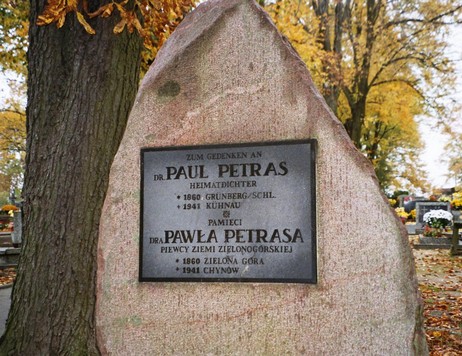 ZUM GEDENKEN AN
DR. PAUL PETRAS
HEIMATDICHTER
* 1860 GRÜNBERG/SCHL.
+ 1941 KÜHNAU
PAMIĘCI
DRA PAWŁA PETRASA
PIEWCY ZIEMI ZIELONOGÓRSKIEJ
* 1860 ZIELONA GÓRA
+ 1941 CHYNÓW